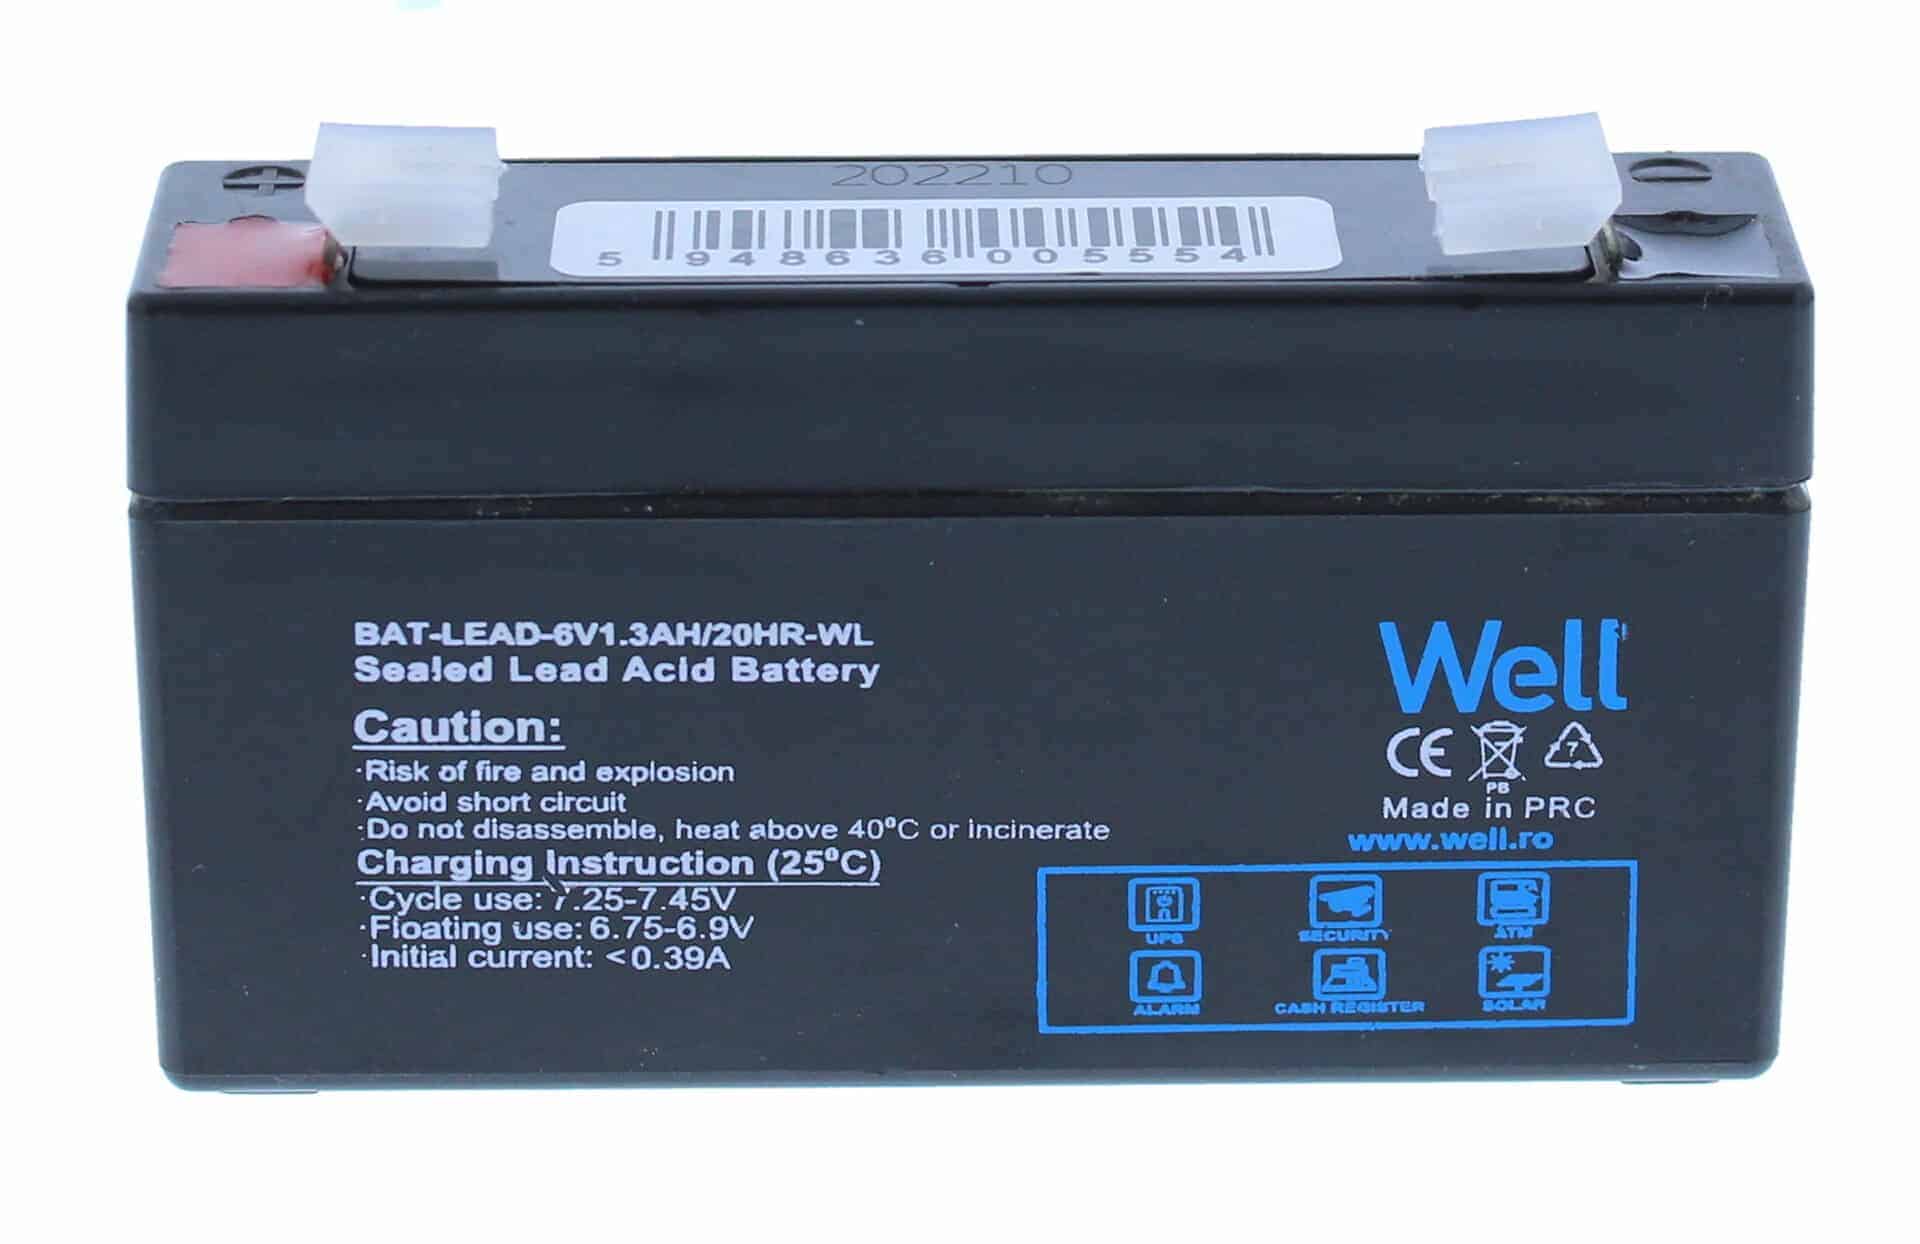 202210
5 948636 005554
BAT-LEAD-6V1.3AH/20HR-WL
Sealed Lead Acid Battery
Caution:
·Risk of fire and explosion
·Avoid short circuit
·Do not disassemble, heat above 40⁰C or incinerate
Charging Instruction (25⁰C)
·Cycle use: 7.25-7.45V
·Floating use: 6.75-6.9V
·Initial current: <0.39A
Well
CE
7
PB
Made in PRC
www.well.ro
UPS SECURITY ATM
ALARM CASH REGISTER SOLAR